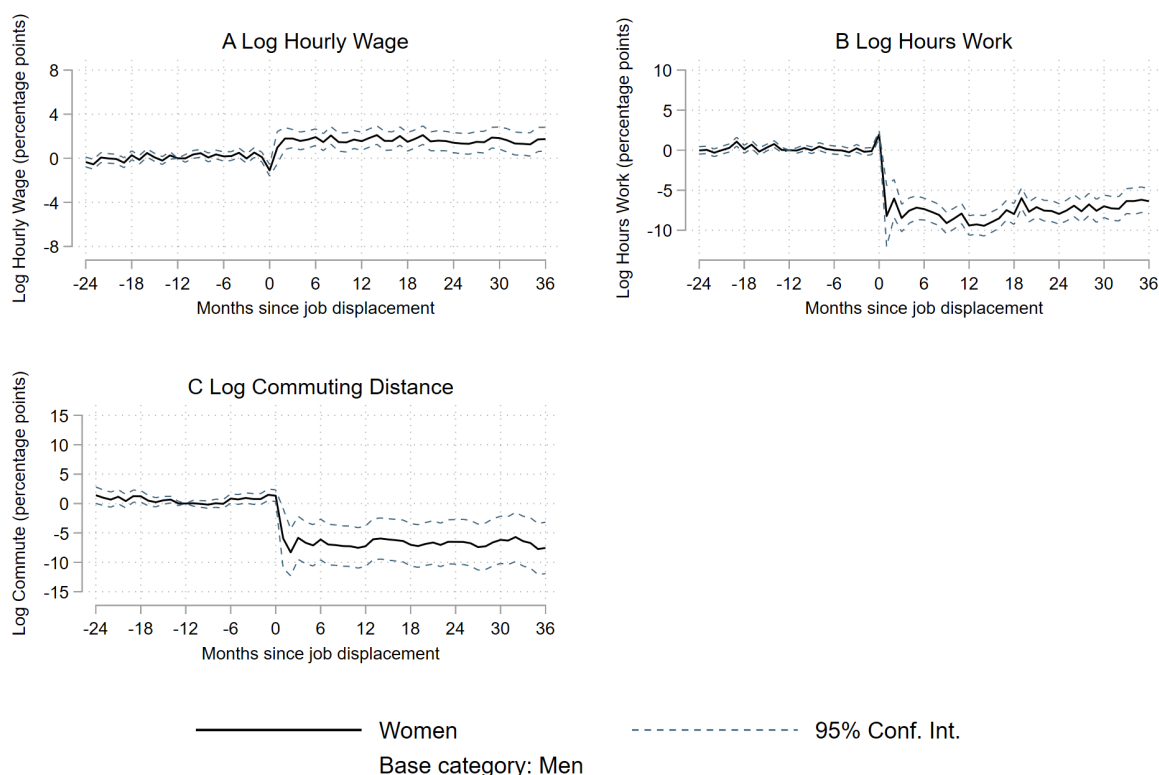 A Log Hourly Wage
Log Hourly Wage (percentage points)
8
4
0
-4
-8
-24 -18 -12 -6 0 6 12 18 24 30 36
Months since job displacement
B Log Hours Work
Log Hours Work (percentage points)
10
5
0
-5
-10
-24 -18 -12 -6 0 6 12 18 24 30 36
Months since job displacement
C Log Commuting Distance
Log Commute (percentage points)
15
10
5
0
-5
-10
-15
-24 -18 -12 -6 0 6 12 18 24 30 36
Months since job displacement
Women 95% Conf. Int.
Base category: Men